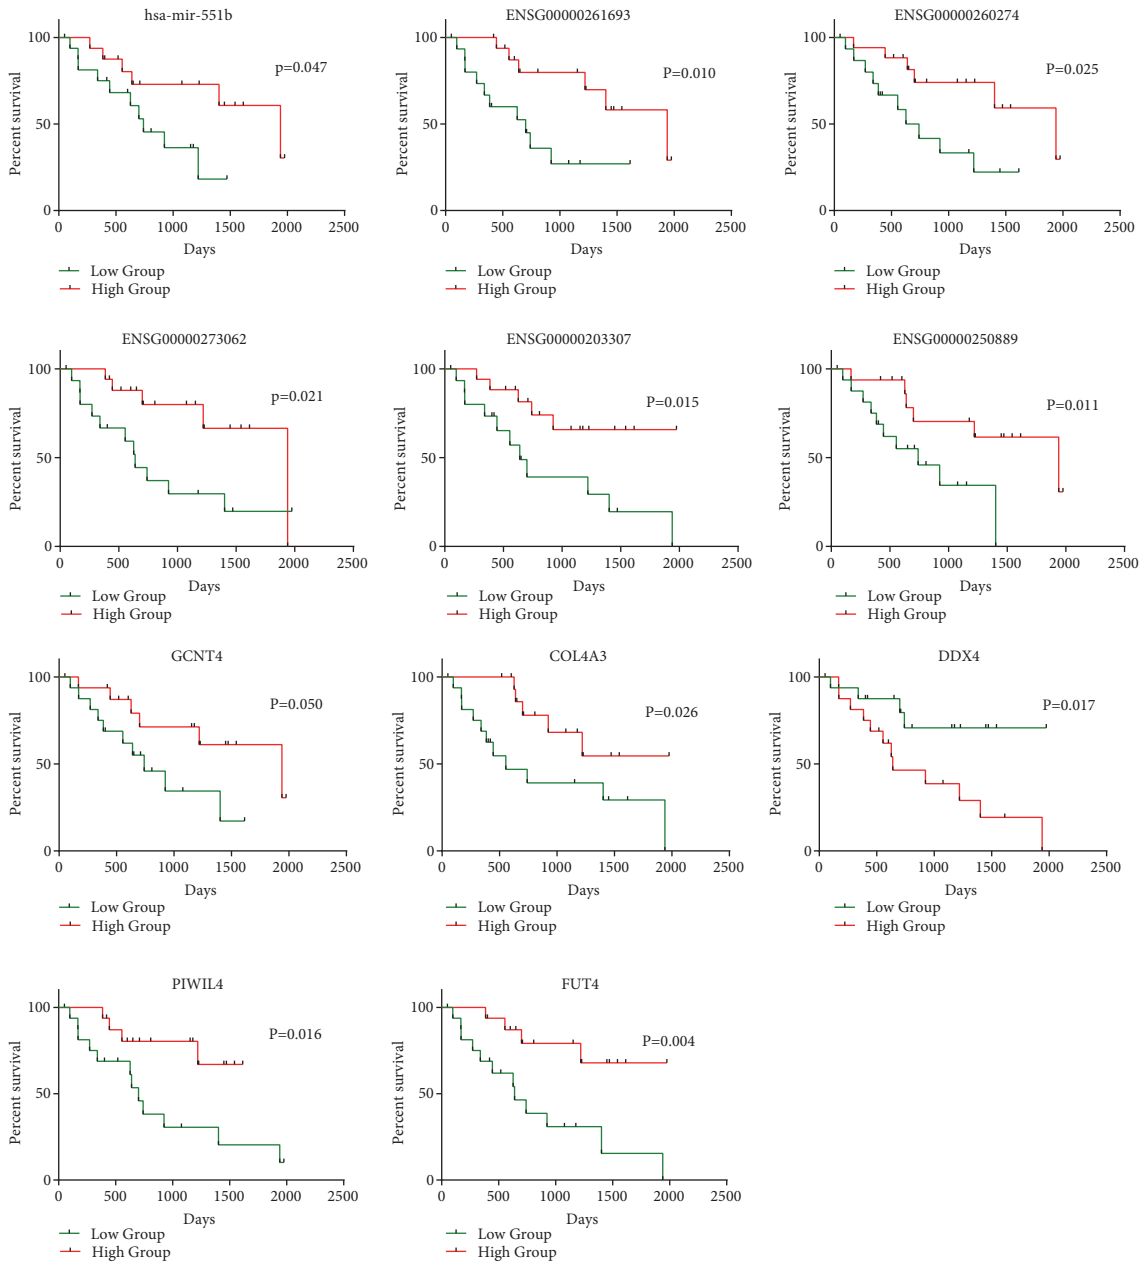 hsa-mir-551b
100
50
0
Percent survival
p=0.047
0 500 1000 1500 2000 2500
Days
Low Group
High Group
ENSG00000261693
100
50
0
Percent survival
P=0.010
0 500 1000 1500 2000 2500
Days
Low Group
High Group
ENSG00000260274
100
50
0
Percent survival
P=0.025
0 500 1000 1500 2000 2500
Days
Low Group
High Group
ENSG00000273062
100
50
0
Percent survival
p=0.021
0 500 1000 1500 2000 2500
Days
Low Group
High Group
ENSG00000203307
100
50
0
Percent survival
P=0.015
0 500 1000 1500 2000 2500
Days
Low Group
High Group
ENSG00000250889
100
50
0
Percent survival
P=0.011
0 500 1000 1500 2000 2500
Days
Low Group
High Group
GCNT4
100
50
0
Percent survival
P=0.050
0 500 1000 1500 2000 2500
Days
Low Group
High Group
COL4A3
100
50
0
Percent survival
P=0.026
0 500 1000 1500 2000 2500
Days
Low Group
High Group
DDX4
100
50
0
Percent survival
P=0.017
0 500 1000 1500 2000 2500
Days
Low Group
High Group
PIWIL4
100
50
0
Percent survival
P=0.016
0 500 1000 1500 2000 2500
Days
Low Group
High Group
FUT4
100
50
0
Percent survival
P=0.004
0 500 1000 1500 2000 2500
Days
Low Group
High Group